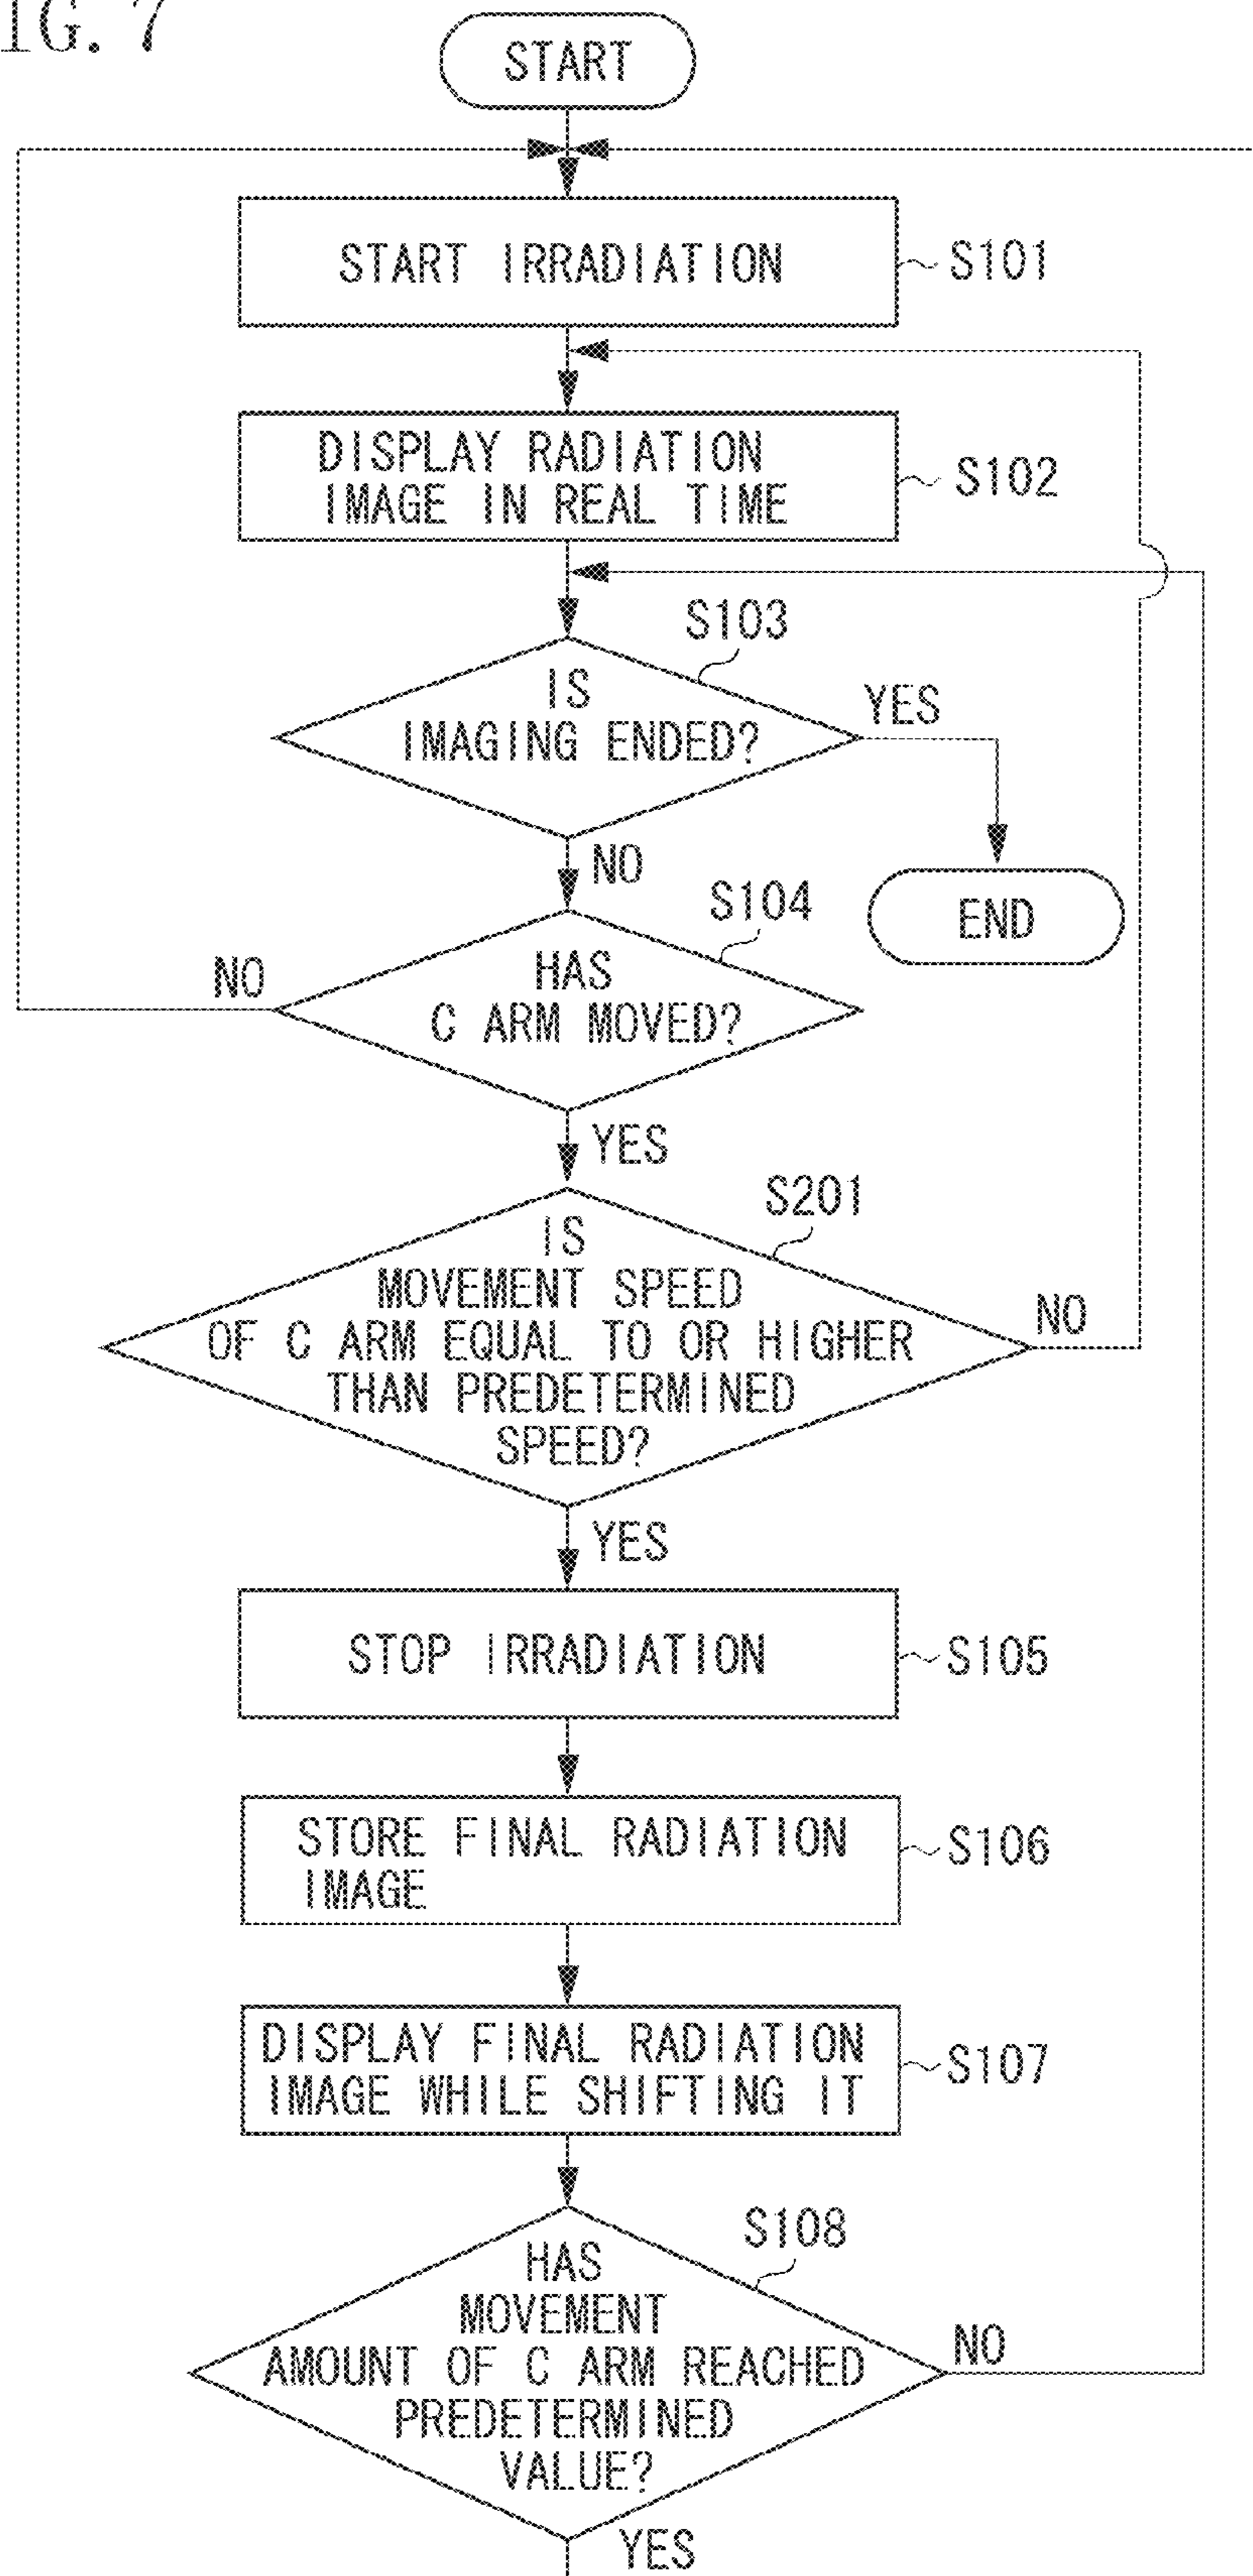 IG. 7
START
START IRRADIATION
S101
DISPLAY RADIATION
IMAGE IN REAL TIME
S102
S103
IS
IMAGING ENDED?
YES
NO
END
S104
HAS
C ARM MOVED?
NO
YES
S201
IS
MOVEMENT SPEED
OF C ARM EQUAL TO OR HIGHER
THAN PREDETERMINED
SPEED?
NO
YES
STOP IRRADIATION
S105
STORE FINAL RADIATION
IMAGE
S106
DISPLAY FINAL RADIATION
IMAGE WHILE SHIFTING IT
S107
S108
HAS
MOVEMENT
AMOUNT OF C ARM REACHED
PREDETERMINED
VALUE?
NO
YES